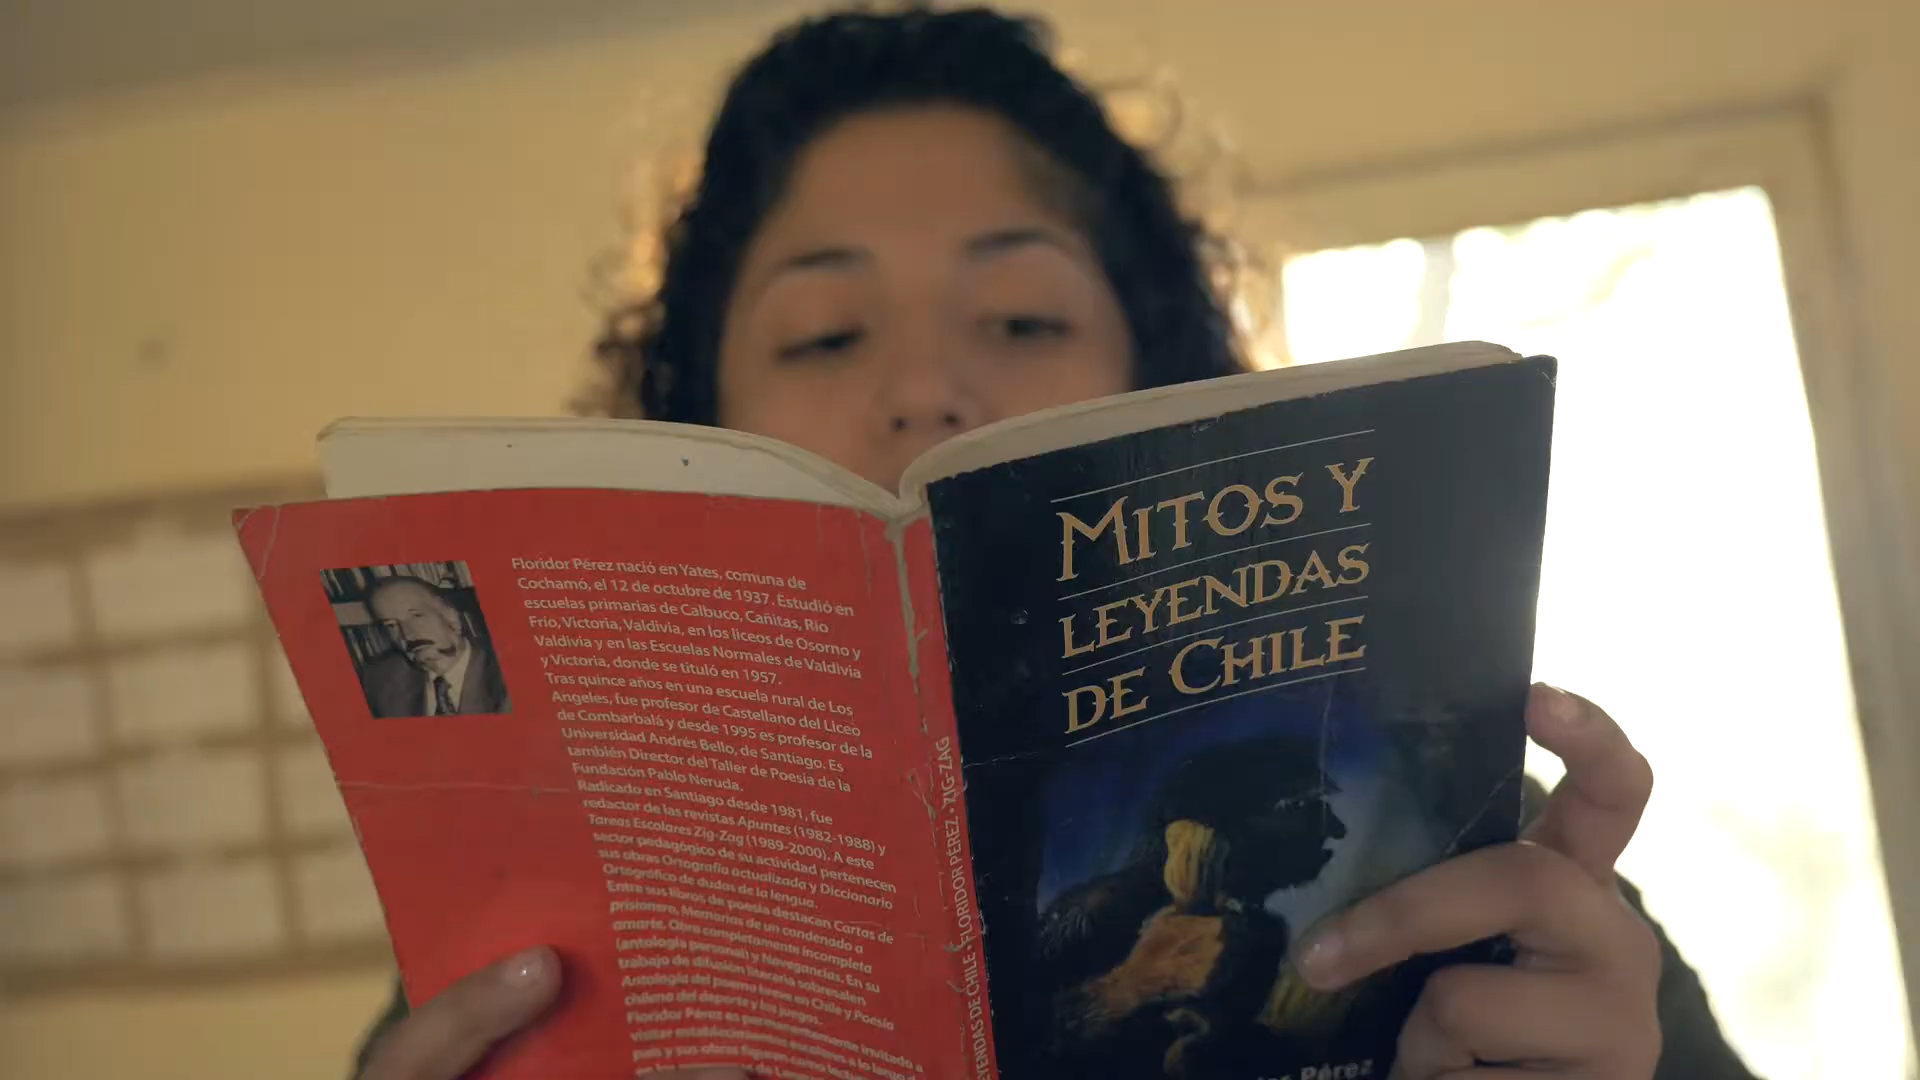 Floridor Pérez nació en Yates, comuna de
Cochamó, el 12 de octubre de 1937. Estudió en
escuelas primarias de Calbuco, Cañitas, Río
Frío, Victoria, Valdivia, en los liceos de Osorno y
Valdivia y en las Escuelas Normales de Valdivia
y Victoria, donde se tituló en 1957.
Tras quince años en una escuela rural de Los
Angeles, fue profesor de Castellano del Liceo
de Combarbalá y desde 1995 es profesor de la
Universidad Andrés Bello, de Santiago. Es
también Director del Taller de Poesía de la
Fundación Pablo Neruda.
Radicado en Santiago desde 1981, fue
redactor de las revistas Apuntes (1982-1988) y
Tareas Escolares Zig-Zag (1989-2000). A este
sector pedagógico de su actividad pertenecen
sus obras Ortografía actualizada y Diccionario
Ortográfico de dudas de la lengua.
Entre sus libros de poesía destacan Cartas de
prisionero, Memorias de un condenado a
amarte, Obra completamente incompleta
(antología personal) y Navegancias. En su
trabajo de difusión literaria sobresalen
Antología del poema breve en Chile y Poesía
chilena del deporte y los juegos.
Floridor Pérez es permanentemente invitado a
visitar establecimientos escolares a lo largo d
país y sus obras figuran como lectu
YENDAS DE CHILE • FLORIDOR PÉREZ • ZIG-ZAG
MITOS Y
LEYENDAS
DE CHILE
Pérez